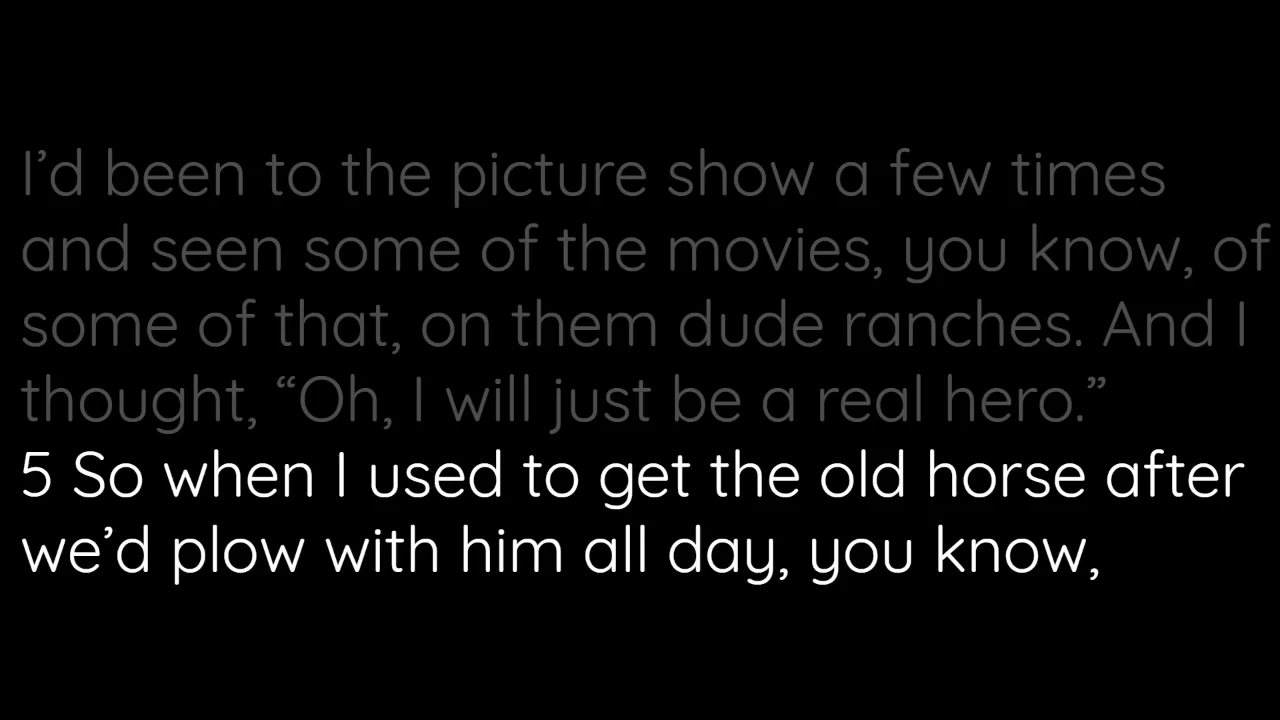 I’d been to the picture show a few times
and seen some of the movies, you know, of
some of that, on them dude ranches. And I
thought, “Oh, I will just be a real hero.”
5 So when I used to get the old horse after
we’d plow with him all day, you know,